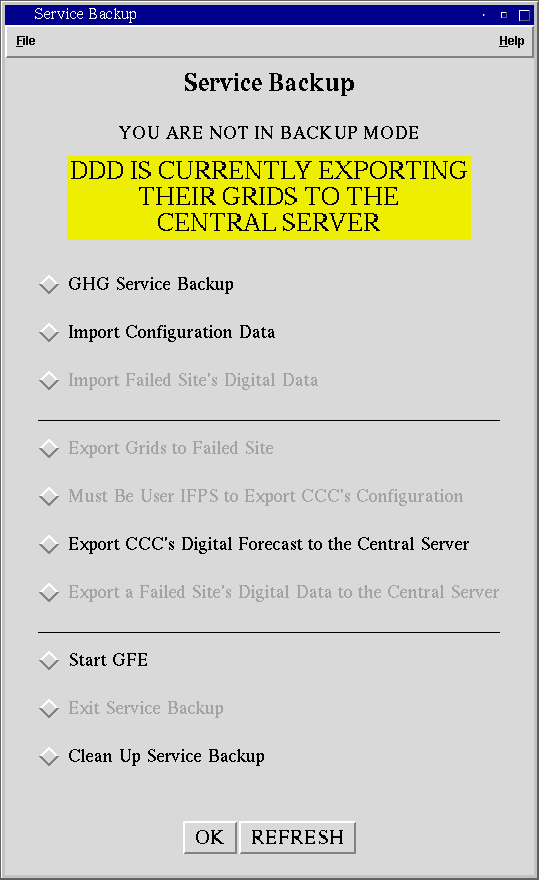 Service Backup
File Help
Service Backup
YOU ARE NOT IN BACKUP MODE
DDD IS CURRENTLY EXPORTING
THEIR GRIDS TO THE
CENTRAL SERVER
GHG Service Backup
Import Configuration Data
Import Failed Site's Digital Data
Export Grids to Failed Site
Must Be User IFPS to Export CCC's Configuration
Export CCC's Digital Forecast to the Central Server
Export a Failed Site's Digital Data to the Central Server
Start GFE
Exit Service Backup
Clean Up Service Backup
OK REFRESH